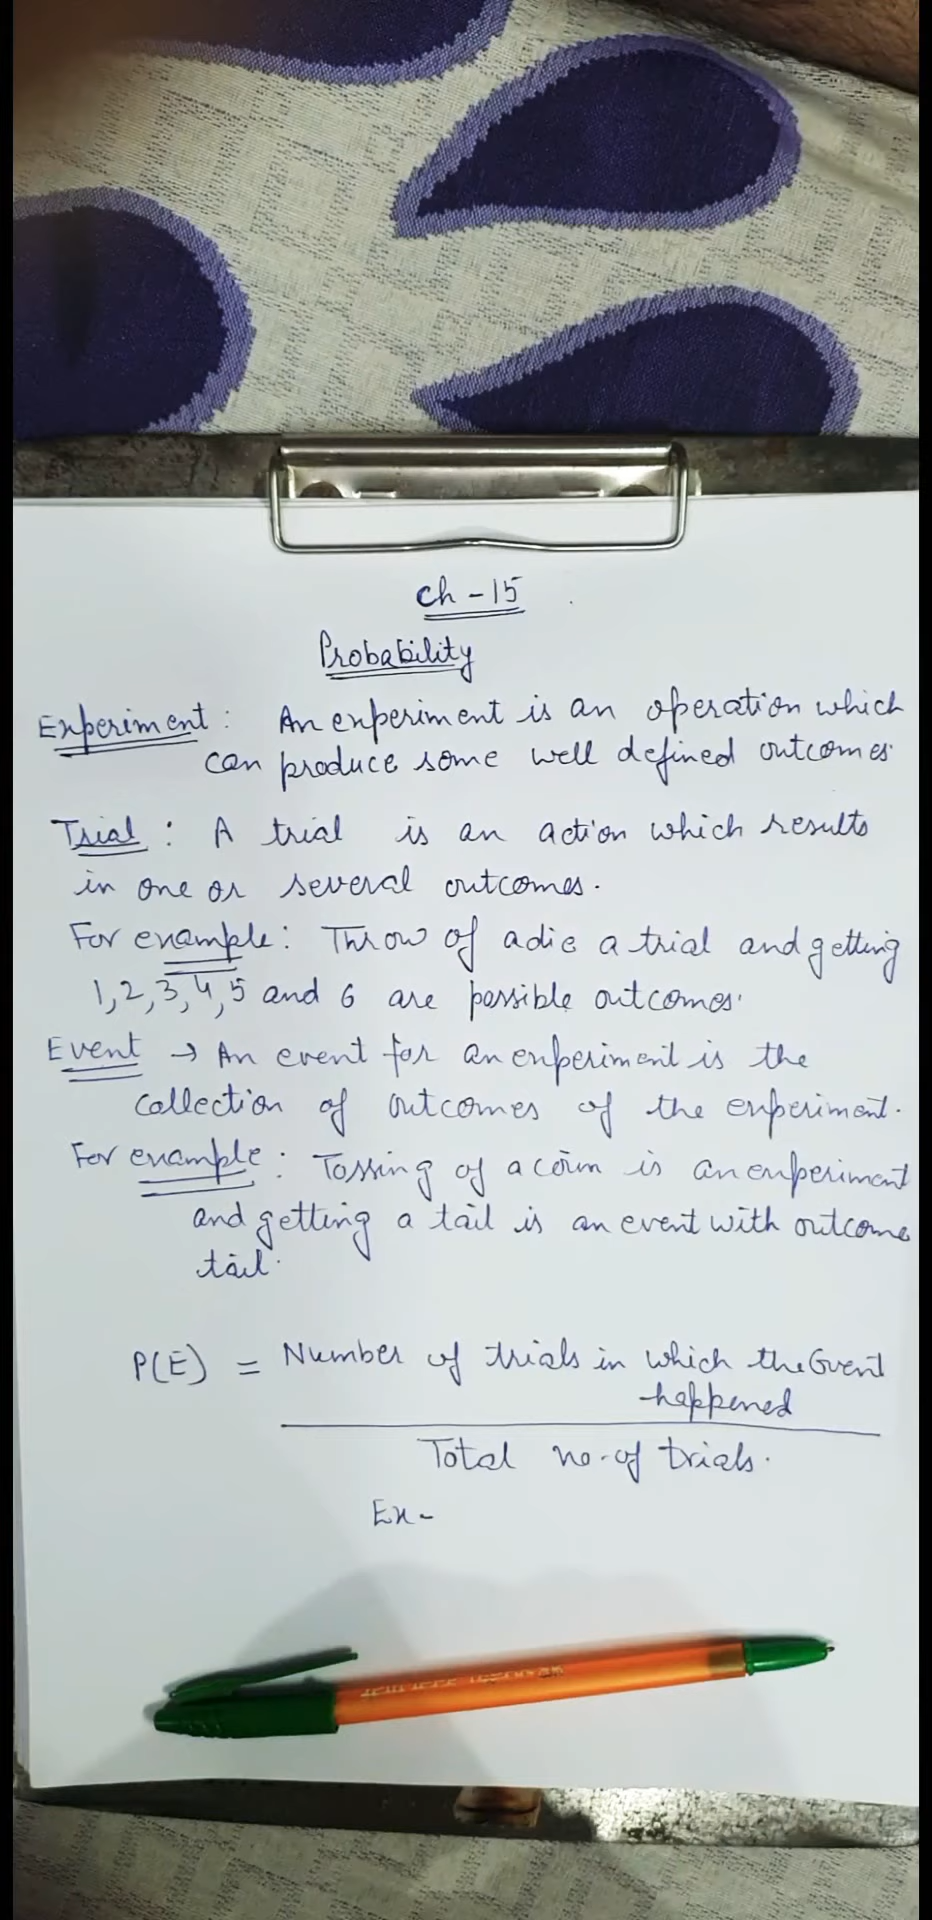 Ch - 15
Probability
Experiment : An experiment is an operation which
can produce some well defined outcomes.
Trial : A trial is an action which results
in one or several outcomes.
For example : Throw of a die a trial and getting
1, 2, 3, 4, 5 and 6 are possible outcomes.
Event → An event for an experiment is the
collection of outcomes of the experiment.
For example : Tossing of a coin is an experiment
and getting a tail is an event with outcome
tail.
P(E) = Number of trials in which the Event
happened
Total no. of trials.
Ex -